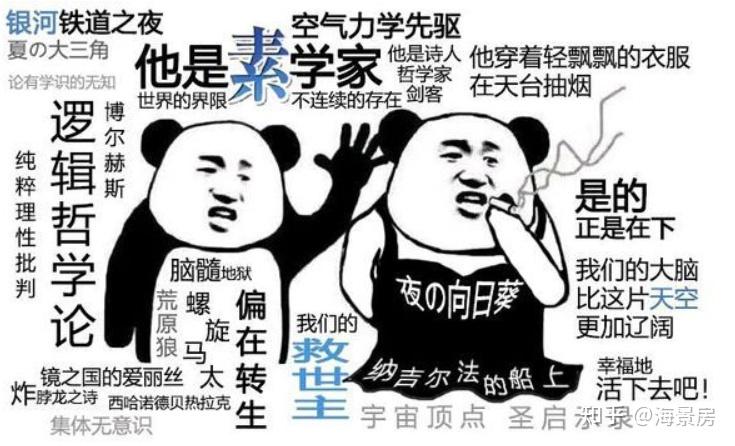 银河铁道之夜
夏の大三角
论有学识的无知
空气力学先驱
他是素学家
世界的界限
不连续的存在
他是诗人
哲学家
剑客
他穿着轻飘飘的衣服
在天台抽烟
逻辑哲学论
博尔赫斯
纯粹理性批判
是的
正是在下
我们的大脑
比这片天空
更加辽阔
脑髓地狱
荒原狼
螺旋
马太
偏在转生
我们的
救世主
夜の向日葵
纳吉尔法的船上
镜之国的爱丽丝
炸脖龙之诗
西哈诺德贝热拉克
集体无意识
宇宙顶点
圣启示录
幸福地
活下去吧!
知乎 @海景房